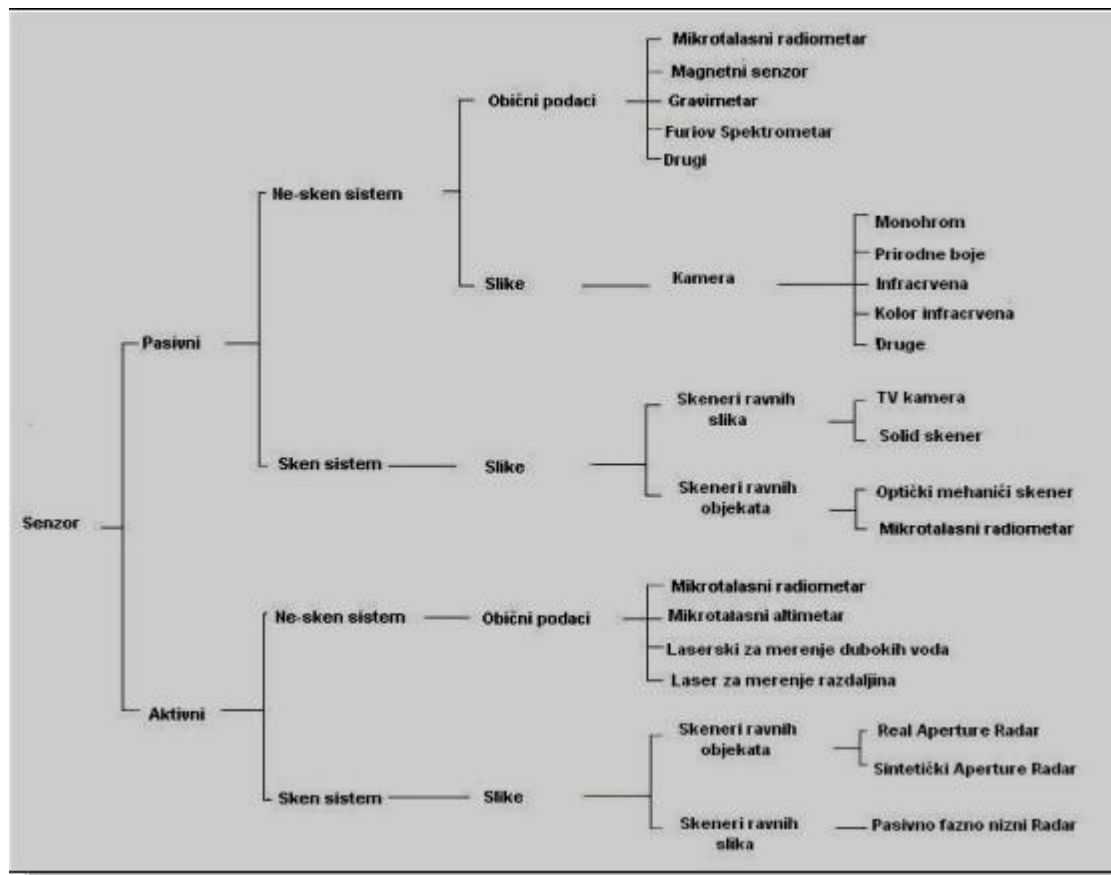 Mikrotalasni radiometar
Magnetni senzor
Obični podaci
Gravimetar
Furiov Spektrometar
Drugi
Ne-sken sistem
Monohrom
Prirodne boje
Slike
Kamera
Infracrvena
Kolor infracrvena
Druge
Pasivni
Skeneri ravnih
slika
TV kamera
Solid skener
Sken sistem
Slike
Skeneri ravnih
objekata
Optički mehaniči skener
Mikrotalasni radiometar
Senzor
Mikrotalasni radiometar
Ne-sken sistem
Obični podaci
Mikrotalasni altimetar
Laserski za merenje dubokih voda
Laser za merenje razdaljina
Aktivni
Skeneri ravnih
objekata
Real Aperture Radar
Sintetički Aperture Radar
Sken sistem
Slike
Skeneri ravnih
slika
Pasivno fazno nizni Radar